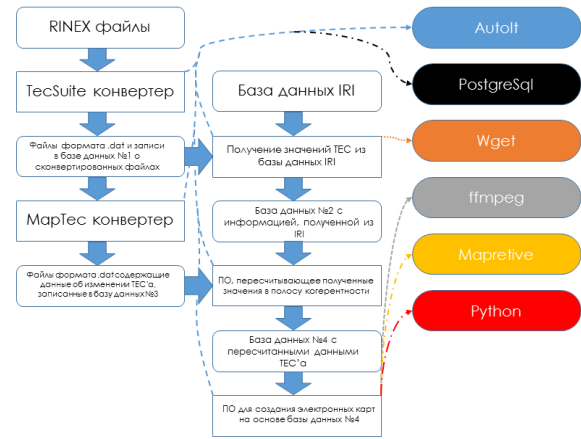 RINEX файлы
TecSuite конвертер
Файлы формата .dat и записи
в базе данных №1 о
сконвертированных файлах
MapTec конвертер
Файлы формата .datсодержащие
данные об изменении TEC'а,
записанные в базу данных№3
База данных IRI
Получение значений TEC из
базы данных IRI
База данных №2 с
информацией, полученной из
IRI
ПО, пересчитывающее полученные
значения в полосу когерентности
База данных №4 с
пересчитанными данными
TEC'а
ПО для создания электронных карт
на основе базы данных №4
AutoIt
PostgreSql
Wget
ffmpeg
Mapretive
Python